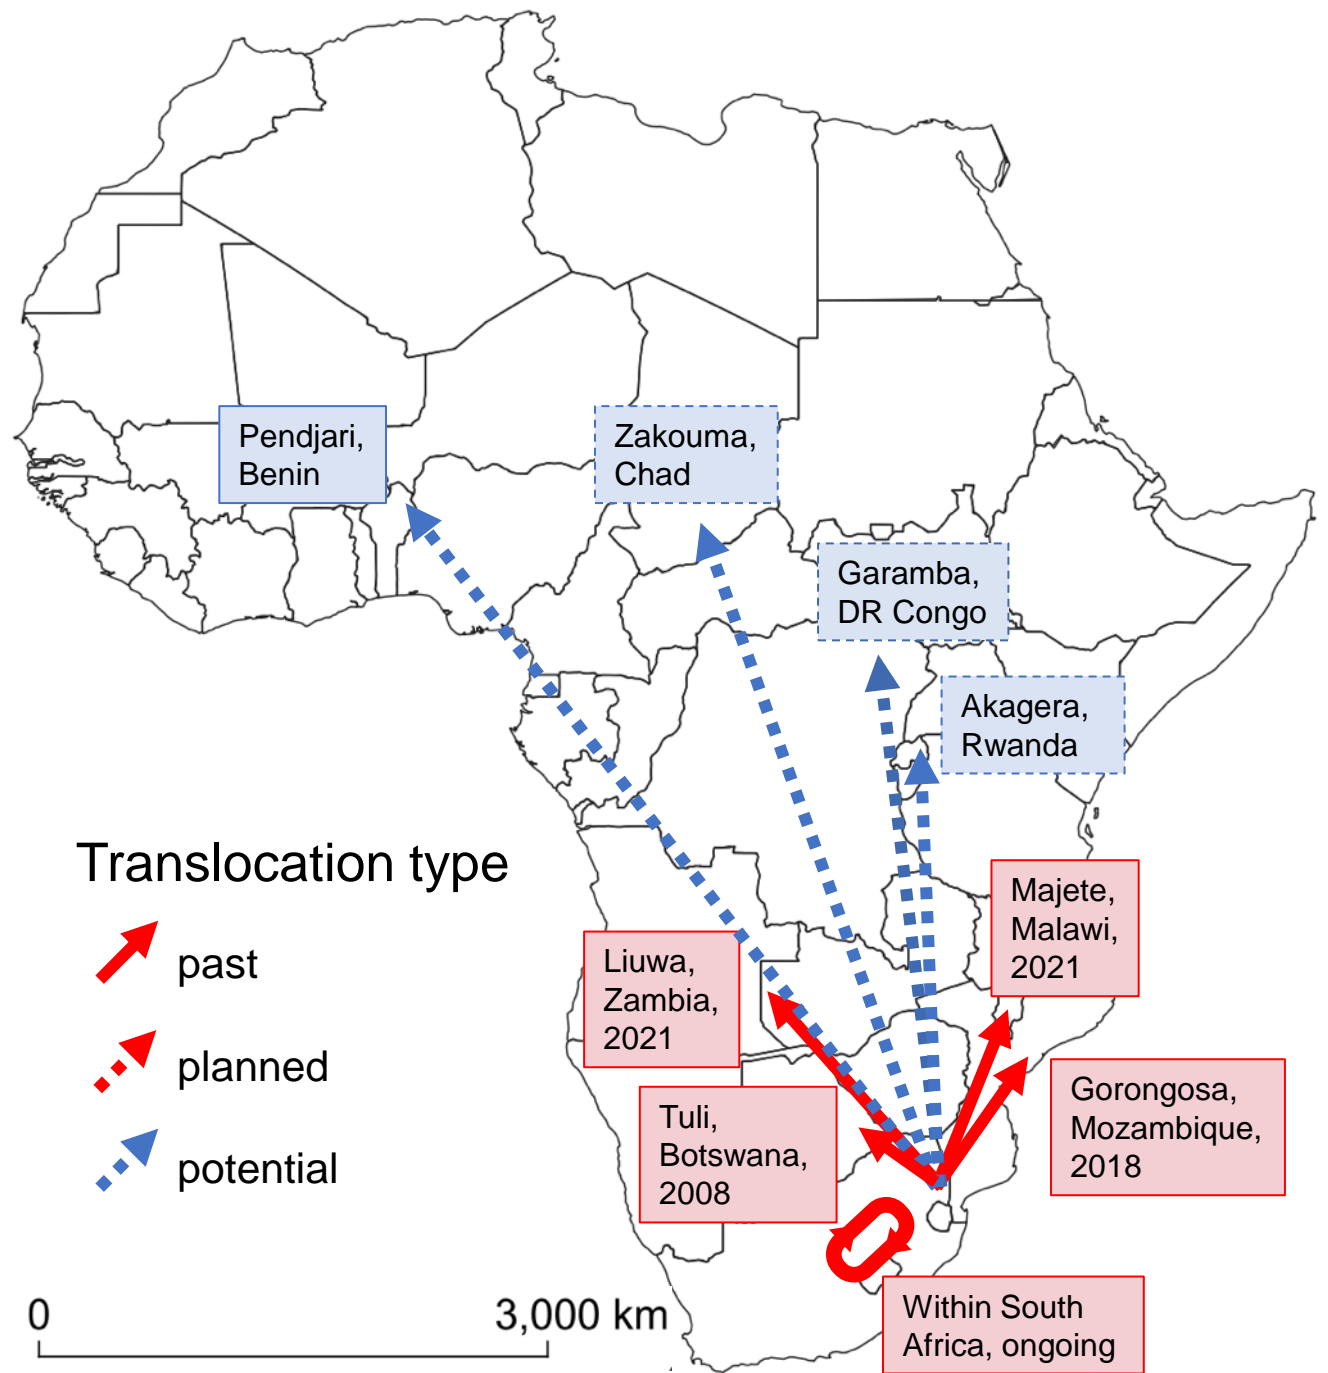 Pendjari,
Benin
Zakouma,
Chad
Garamba,
DR Congo
Akagera,
Rwanda
Translocation type
past
planned
potential
Majete,
Malawi,
2021
Liuwa,
Zambia,
2021
Gorongosa,
Mozambique,
2018
Tuli,
Botswana,
2008
Within South
Africa, ongoing
0
3,000 km